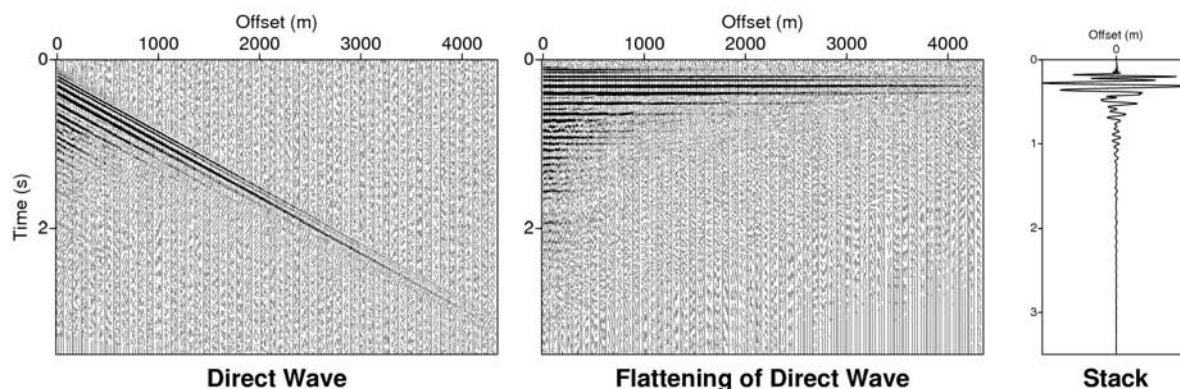 Offset (m)
0 1000 2000 3000 4000
0
Time (s)
2
Direct Wave
Offset (m)
0 1000 2000 3000 4000
0
2
Flattening of Direct Wave
Offset (m)
0
0
1
2
3
Stack